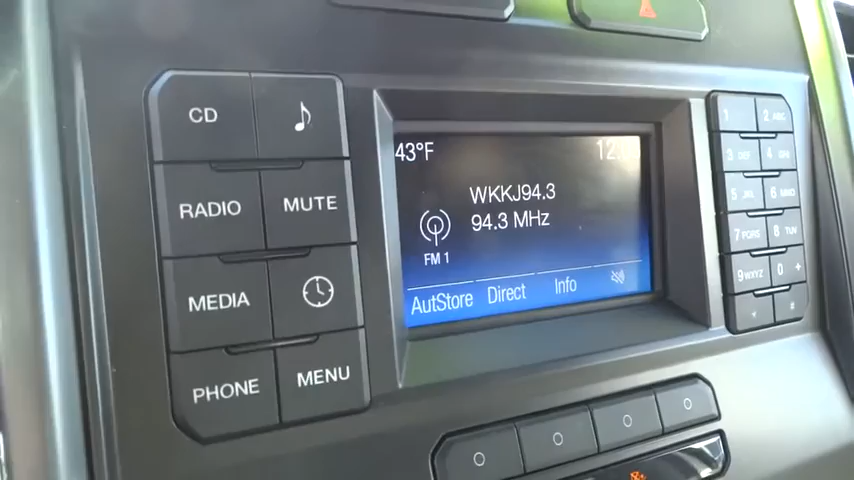 CD
RADIO
MUTE
MEDIA
PHONE
MENU
43°F
WKKJ94.3
94.3 MHz
FM 1
AutStore
Direct
Info
1
2 ABC
3 DEF
4 GHI
5 JKL
6 MNO
7 PQRS
8 TUV
9 WXYZ
0 +
#